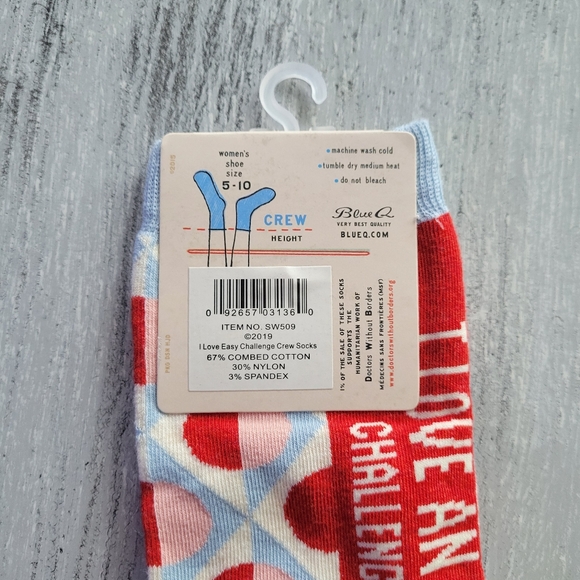 women's
shoe
size
5-10
CREW
HEIGHT
machine wash cold
tumble dry medium heat
do not bleach
Blue Q
VERY BEST QUALITY
BLUEQ.COM
0 92657 03136 0
ITEM NO. SW509
©2019
I Love Easy Challenge Crew Socks
67% COMBED COTTON
30% NYLON
3% SPANDEX
1% OF THE SALE OF THESE SOCKS
SUPPORTS THE
HUMANITARIAN WORK OF
Doctors Without Borders
MÉDECINS SANS FRONTIÈRES (MSF)
www.doctorswithoutborders.org
I LOVE AN
CHALLENG